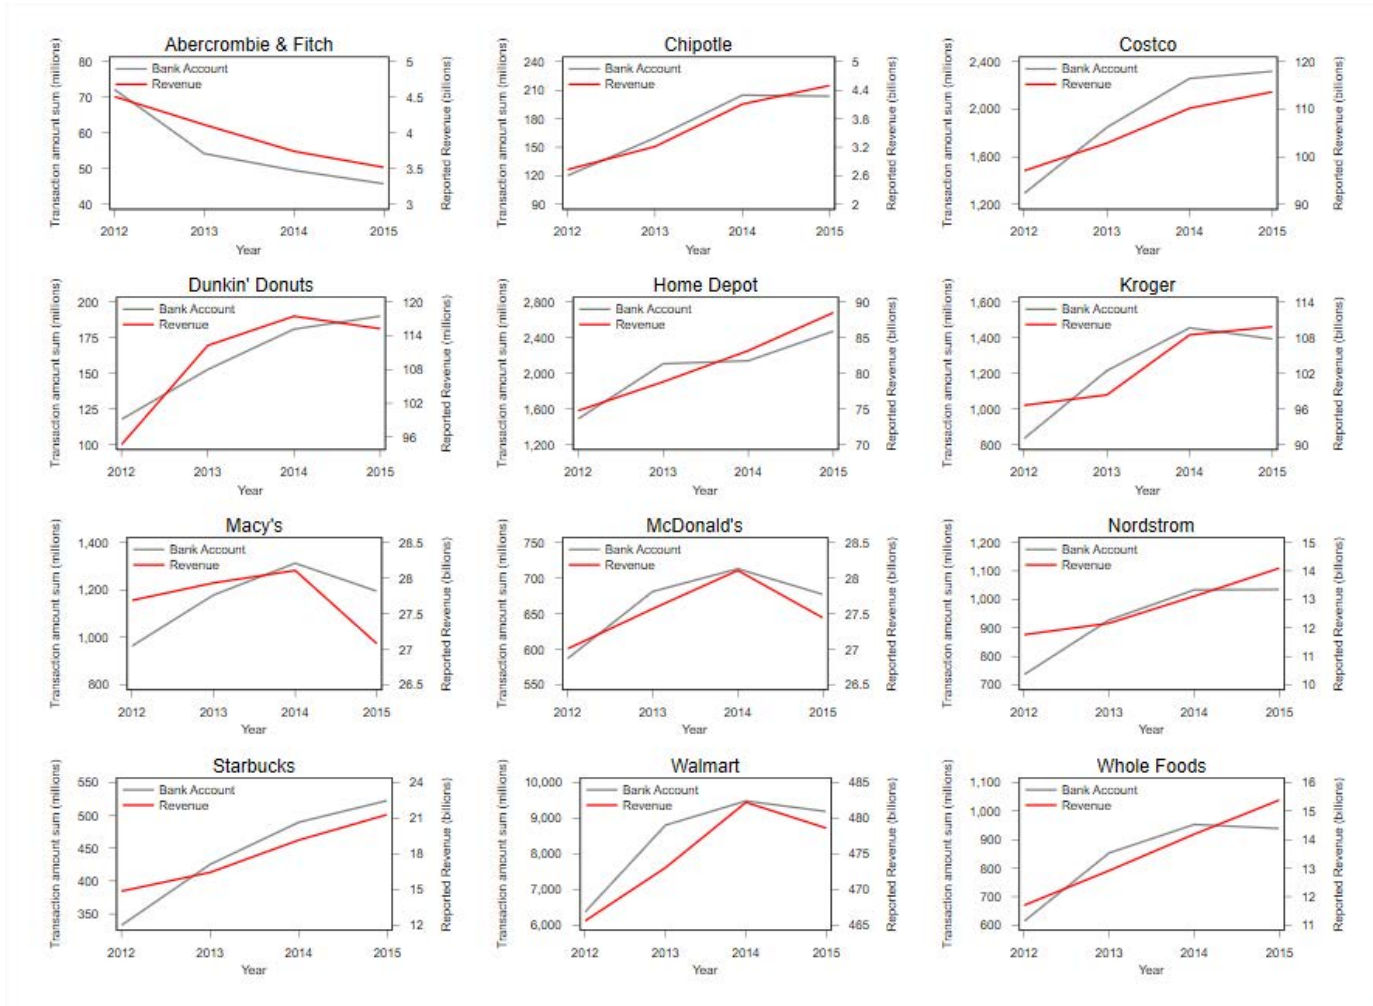 Abercrombie & Fitch
Transaction amount sum (millions)
80
70
60
50
40
Bank Account
Revenue
5
4.5
4
3.5
3
Reported Revenue (billions)
2012 2013 2014 2015
Year
Chipotle
Transaction amount sum (millions)
240
210
180
150
120
90
Bank Account
Revenue
5
4.4
3.8
3.2
2.6
2
Reported Revenue (billions)
2012 2013 2014 2015
Year
Costco
Transaction amount sum (millions)
2,400
2,000
1,600
1,200
Bank Account
Revenue
120
110
100
90
Reported Revenue (billions)
2012 2013 2014 2015
Year
Dunkin' Donuts
Transaction amount sum (millions)
200
175
150
125
100
Bank Account
Revenue
120
114
108
102
96
Reported Revenue (millions)
2012 2013 2014 2015
Year
Home Depot
Transaction amount sum (millions)
2,800
2,400
2,000
1,600
1,200
Bank Account
Revenue
90
85
80
75
70
Reported Revenue (billions)
2012 2013 2014 2015
Year
Kroger
Transaction amount sum (millions)
1,600
1,400
1,200
1,000
800
Bank Account
Revenue
114
108
102
96
90
Reported Revenue (billions)
2012 2013 2014 2015
Year
Macy's
Transaction amount sum (millions)
1,400
1200
1,000
800
Bank Account
Revenue
28.5
28
27.5
27
26.5
Reported Revenue (billions)
2012 2013 2014 2015
Year
McDonald's
Transaction amount sum (millions)
750
700
650
600
550
Bank Account
Revenue
28.5
28
27.5
27
26.5
Reported Revenue (billions)
2012 2013 2014 2015
Year
Nordstrom
Transaction amount sum (millions)
1,200
1,100
1,000
900
800
700
Bank Account
Revenue
15
14
13
12
11
10
Reported Revenue (billions)
2012 2013 2014 2015
Year
Starbucks
Transaction amount sum (millions)
550
500
450
400
350
Bank Account
Revenue
24
21
18
15
12
Reported Revenue (billions)
2012 2013 2014 2015
Year
Walmart
Transaction amount sum (millions)
10,000
9,000
8,000
7,000
6,000
Bank Account
Revenue
485
480
475
470
465
Reported Revenue (billions)
2012 2013 2014 2015
Year
Whole Foods
Transaction amount sum (millions)
1,100
1,000
900
800
700
600
Bank Account
Revenue
16
15
14
13
12
11
Reported Revenue (billions)
2012 2013 2014 2015
Year